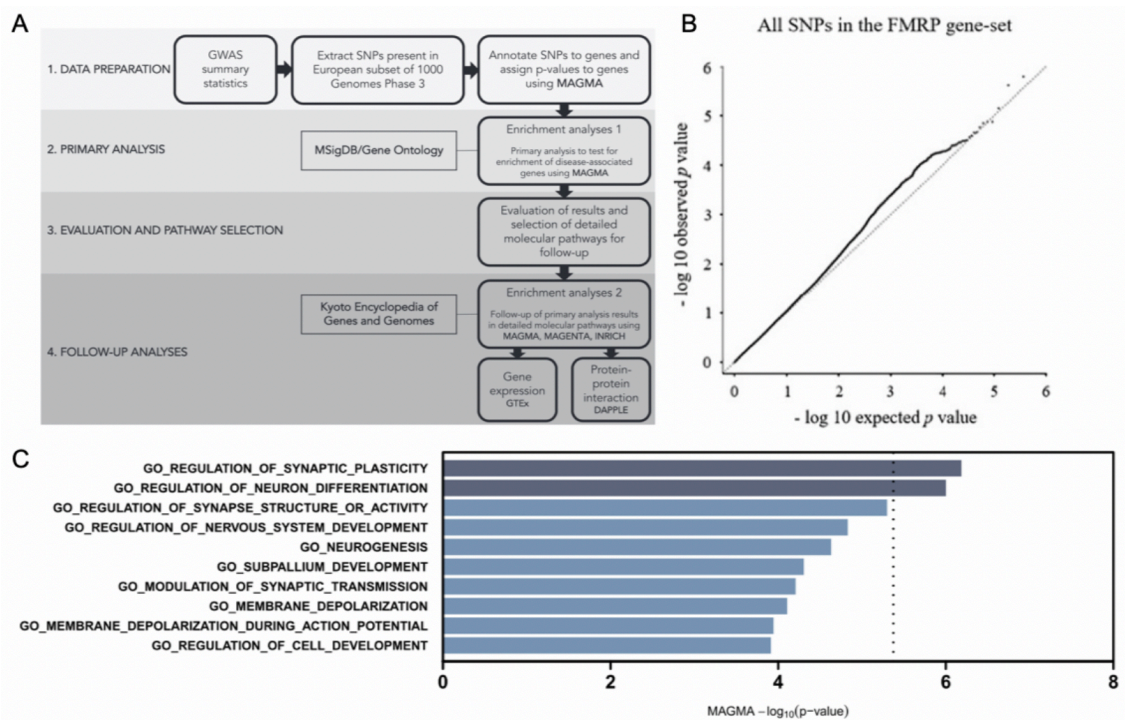 A
1. DATA PREPARATION
GWAS
summary
statistics
Extract SNPs present in
European subset of 1000
Genomes Phase 3
Annotate SNPs to genes and
assign p-values to genes
using MAGMA
2. PRIMARY ANALYSIS
MSigDB/Gene Ontology
Enrichment analyses 1
Primary analysis to test for
enrichment of disease-associated
genes using MAGMA
3. EVALUATION AND PATHWAY SELECTION
Evaluation of results and
selection of detailed
molecular pathways for
follow-up
4. FOLLOW-UP ANALYSES
Kyoto Encyclopedia of
Genes and Genomes
Enrichment analyses 2
Follow-up of primary analysis results
in detailed molecular pathways using
MAGMA, MAGENTA, INRICH
Gene
expression
GTEx
Protein-
protein
interaction
DAPPLE
B
All SNPs in the FMRP gene-set
- log 10 observed p value
6
5
4
3
2
1
0
0 1 2 3 4 5 6
- log 10 expected p value
C
GO_REGULATION_OF_SYNAPTIC_PLASTICITY
GO_REGULATION_OF_NEURON_DIFFERENTIATION
GO_REGULATION_OF_SYNAPSE_STRUCTURE_OR_ACTIVITY
GO_REGULATION_OF_NERVOUS_SYSTEM_DEVELOPMENT
GO_NEUROGENESIS
GO_SUBPALLIUM_DEVELOPMENT
GO_MODULATION_OF_SYNAPTIC_TRANSMISSION
GO_MEMBRANE_DEPOLARIZATION
GO_MEMBRANE_DEPOLARIZATION_DURING_ACTION_POTENTIAL
GO_REGULATION_OF_CELL_DEVELOPMENT
0 2 4 6 8
MAGMA −log10(p−value)